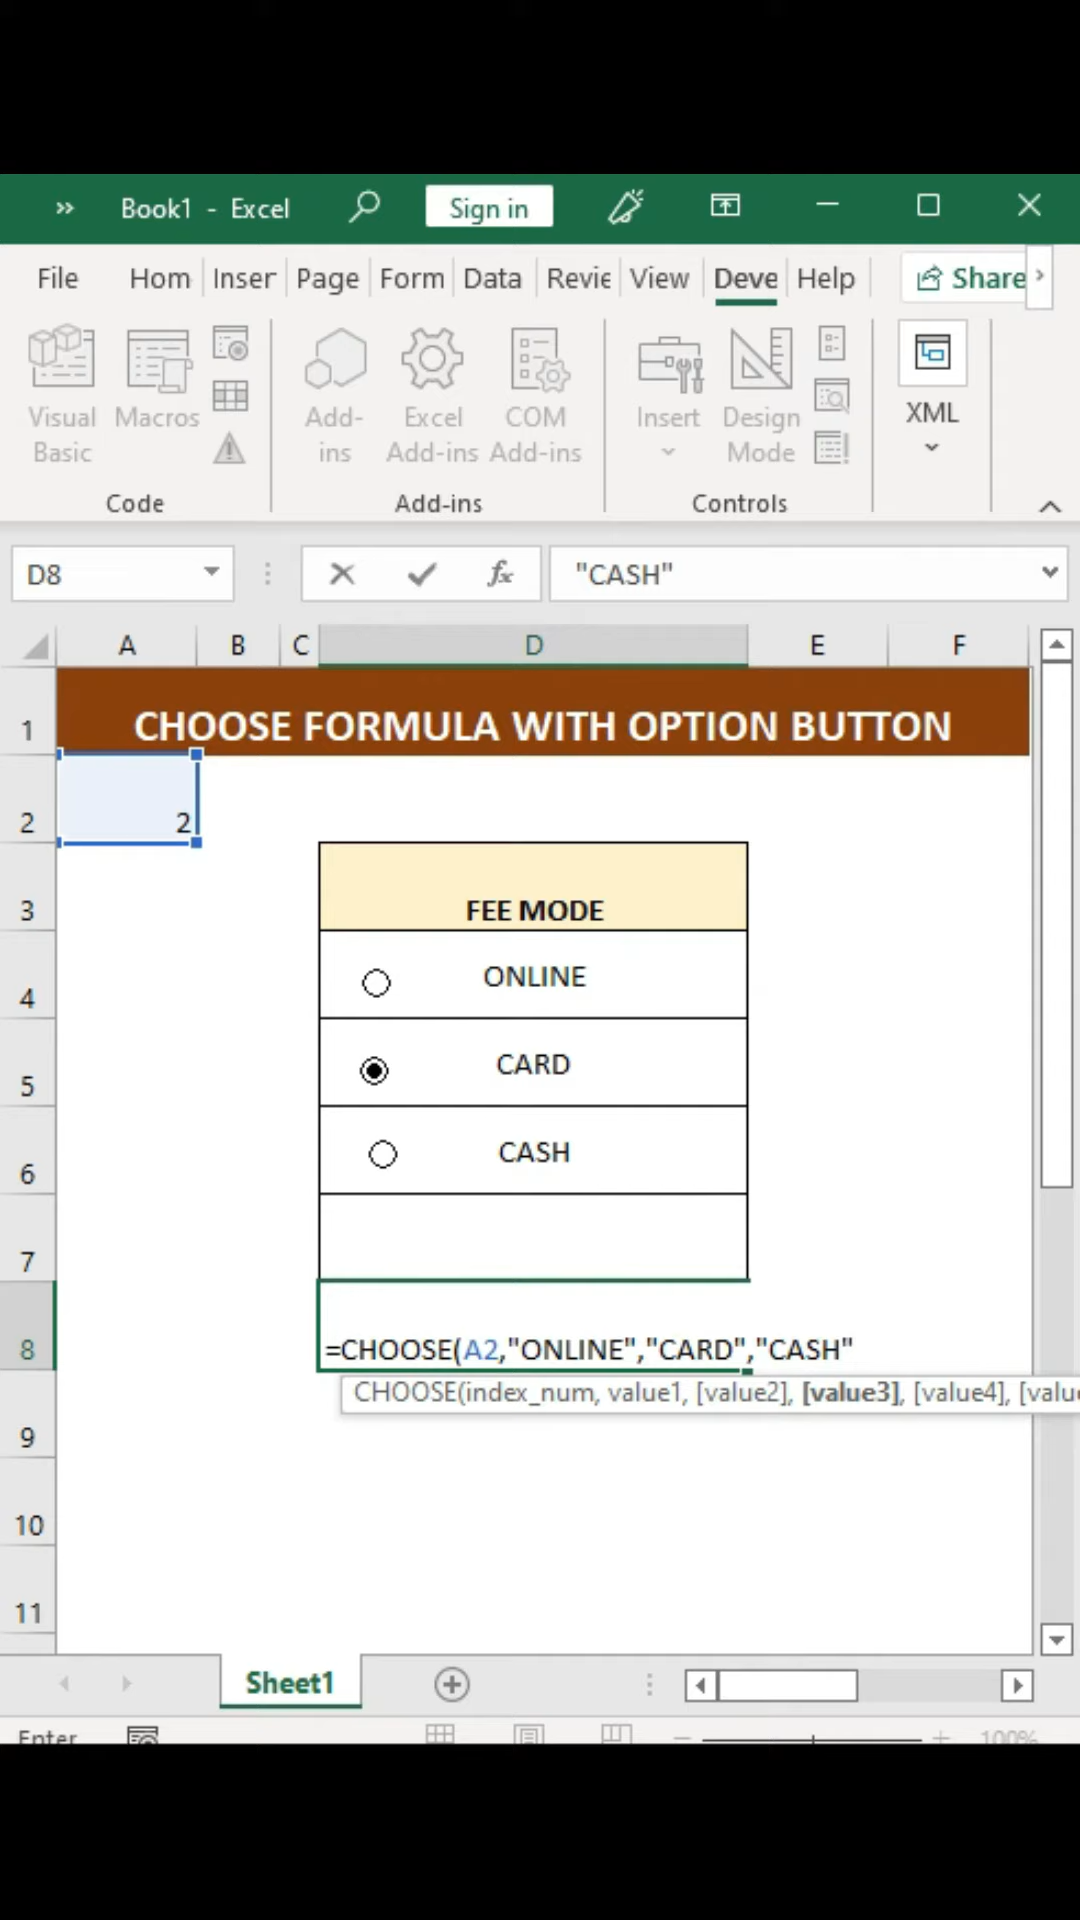 » Book1 - Excel Sign in
File Hom Inser Page Form Data Revie View Deve Help Share
Visual Basic Macros Add-ins Excel Add-ins COM Add-ins Insert Design Mode XML
Code Add-ins Controls
D8 fx "CASH"
A B C D E F
1 CHOOSE FORMULA WITH OPTION BUTTON
2 2
3 FEE MODE
4 ONLINE
5 CARD
6 CASH
7
8 =CHOOSE(A2,"ONLINE","CARD","CASH"
CHOOSE(index_num, value1, [value2], [value3], [value4], [value
9
10
11
Sheet1
Enter 100%